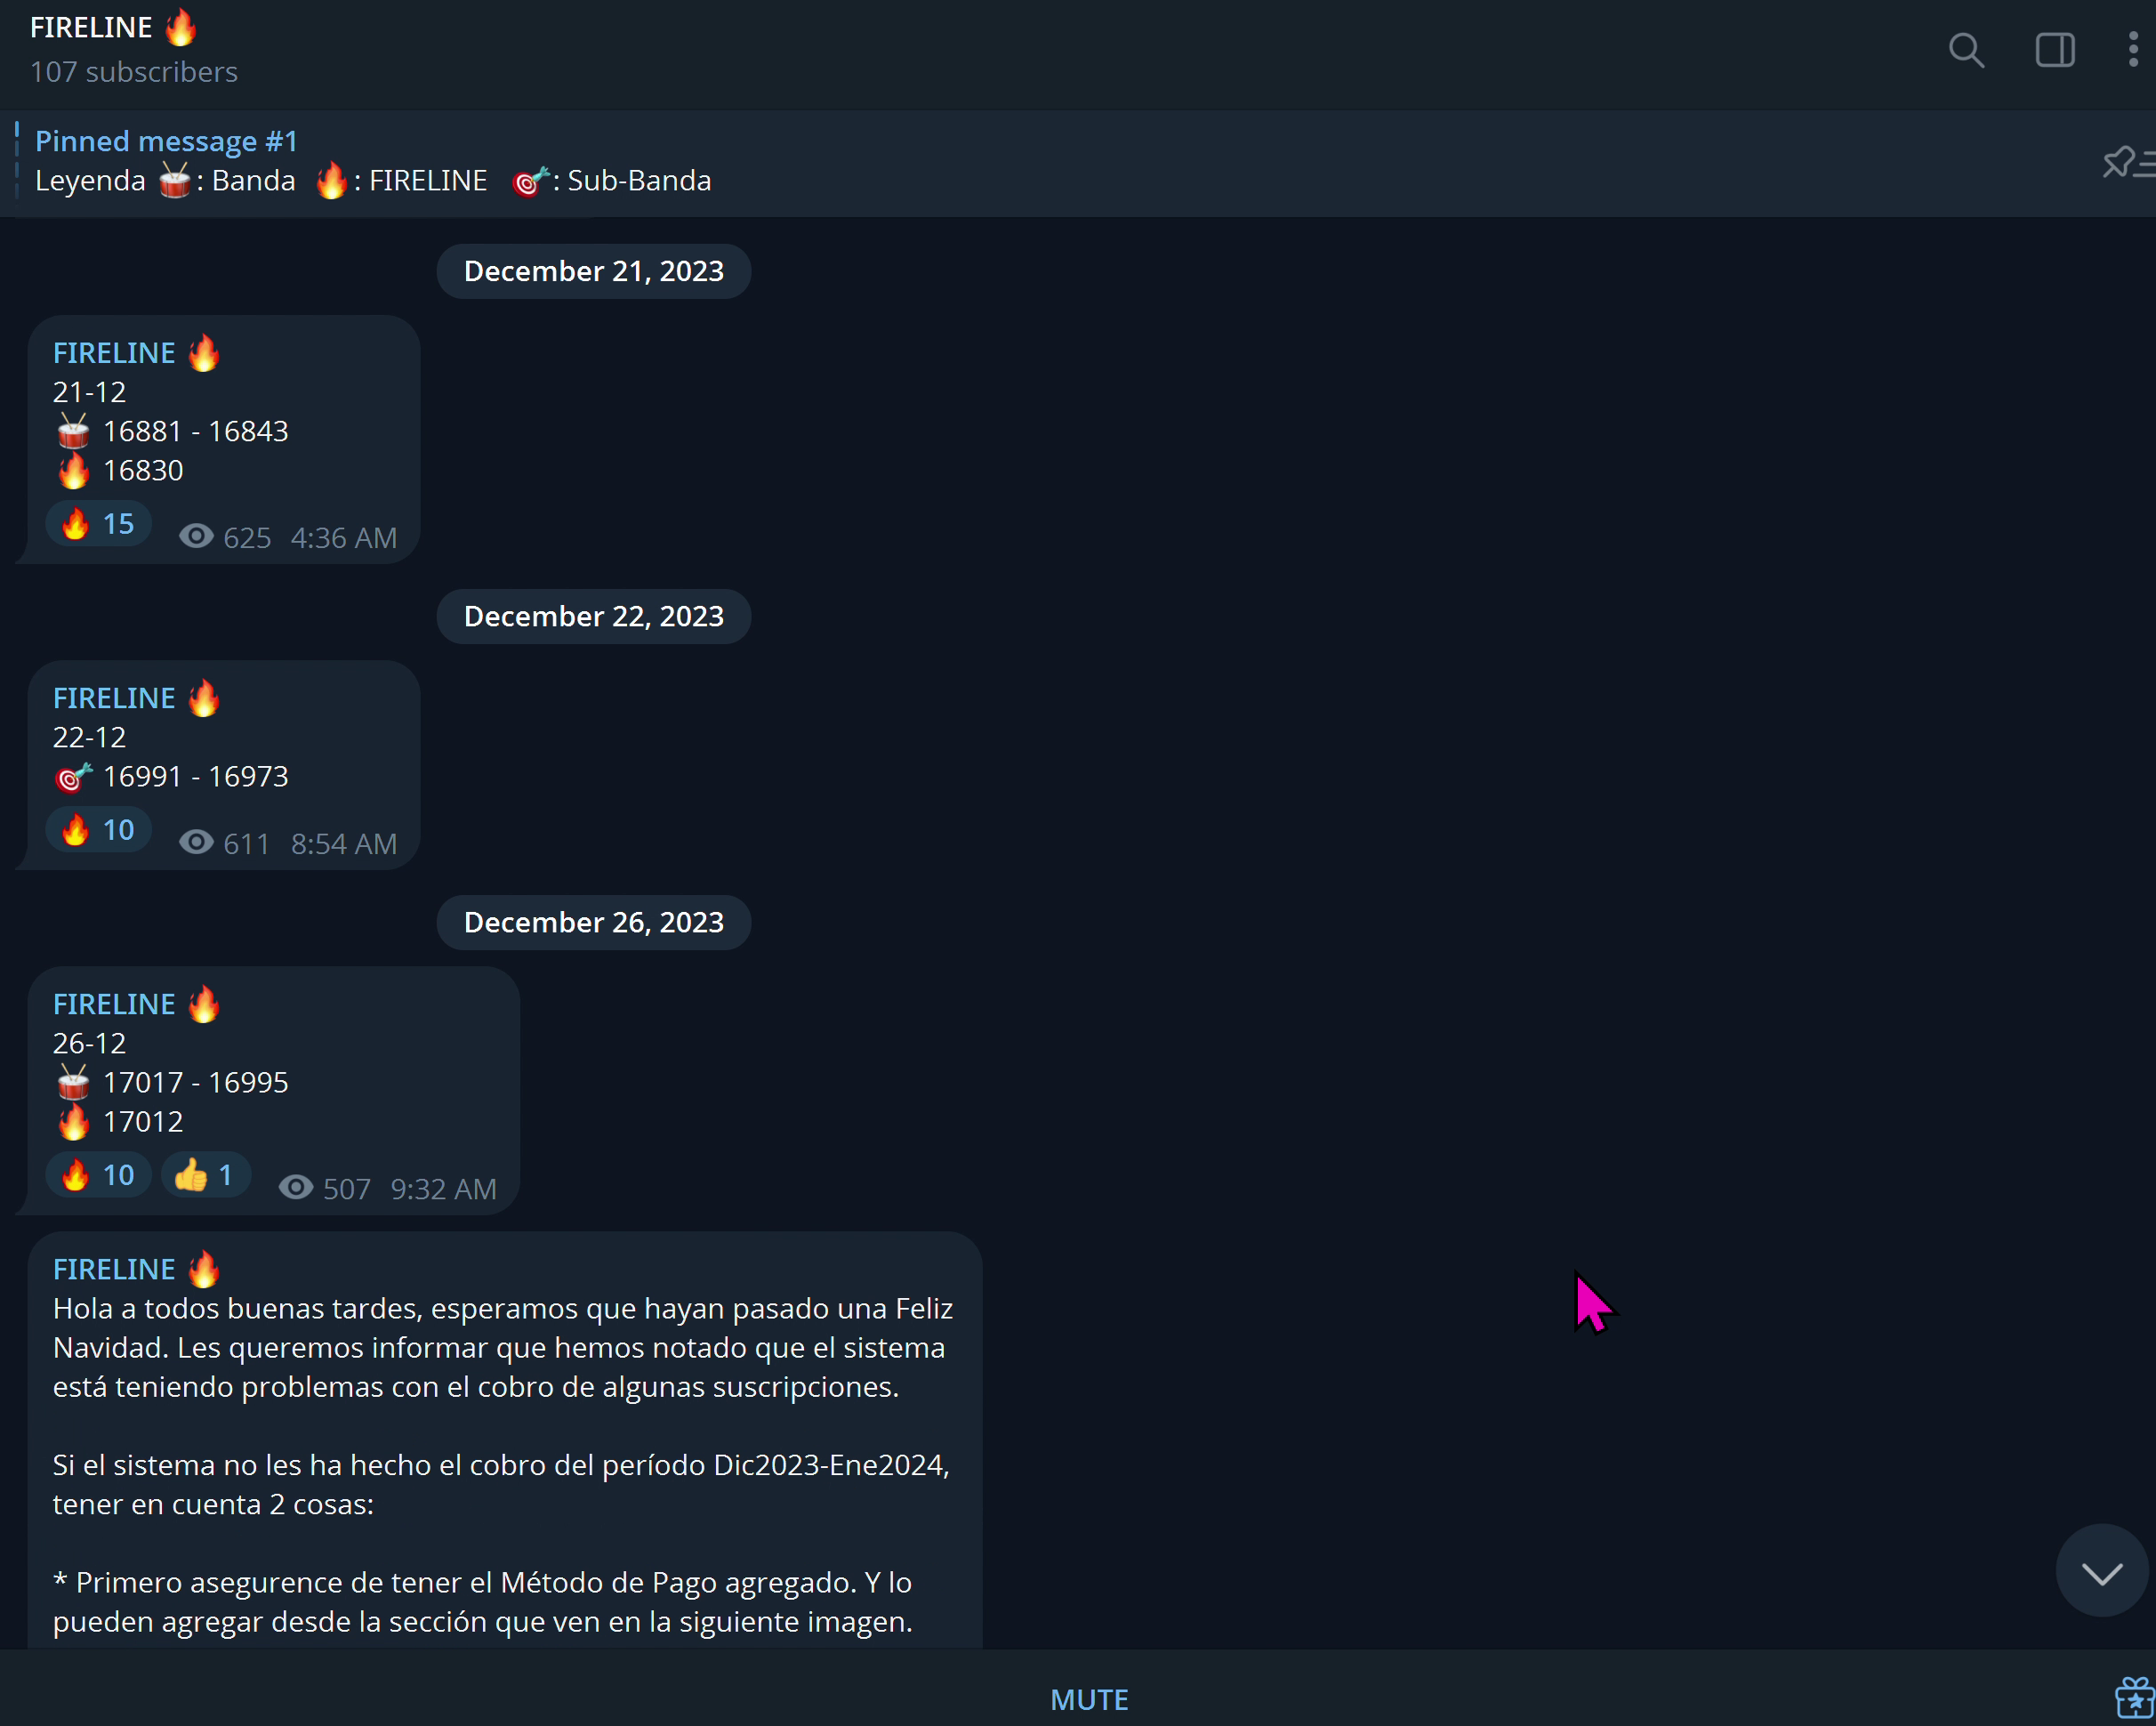 FIRELINE 🔥
107 subscribers
Pinned message #1
Leyenda 🥁: Banda 🔥: FIRELINE 🎯: Sub-Banda
December 21, 2023
FIRELINE 🔥
21-12
🥁 16881 - 16843
🔥 16830
🔥 15 625 4:36 AM
December 22, 2023
FIRELINE 🔥
22-12
🎯 16991 - 16973
🔥 10 611 8:54 AM
December 26, 2023
FIRELINE 🔥
26-12
🥁 17017 - 16995
🔥 17012
🔥 10 👍 1 507 9:32 AM
FIRELINE 🔥
Hola a todos buenas tardes, esperamos que hayan pasado una Feliz
Navidad. Les queremos informar que hemos notado que el sistema
está teniendo problemas con el cobro de algunas suscripciones.
Si el sistema no les ha hecho el cobro del período Dic2023-Ene2024,
tener en cuenta 2 cosas:
* Primero asegurence de tener el Método de Pago agregado. Y lo
pueden agregar desde la sección que ven en la siguiente imagen.
MUTE